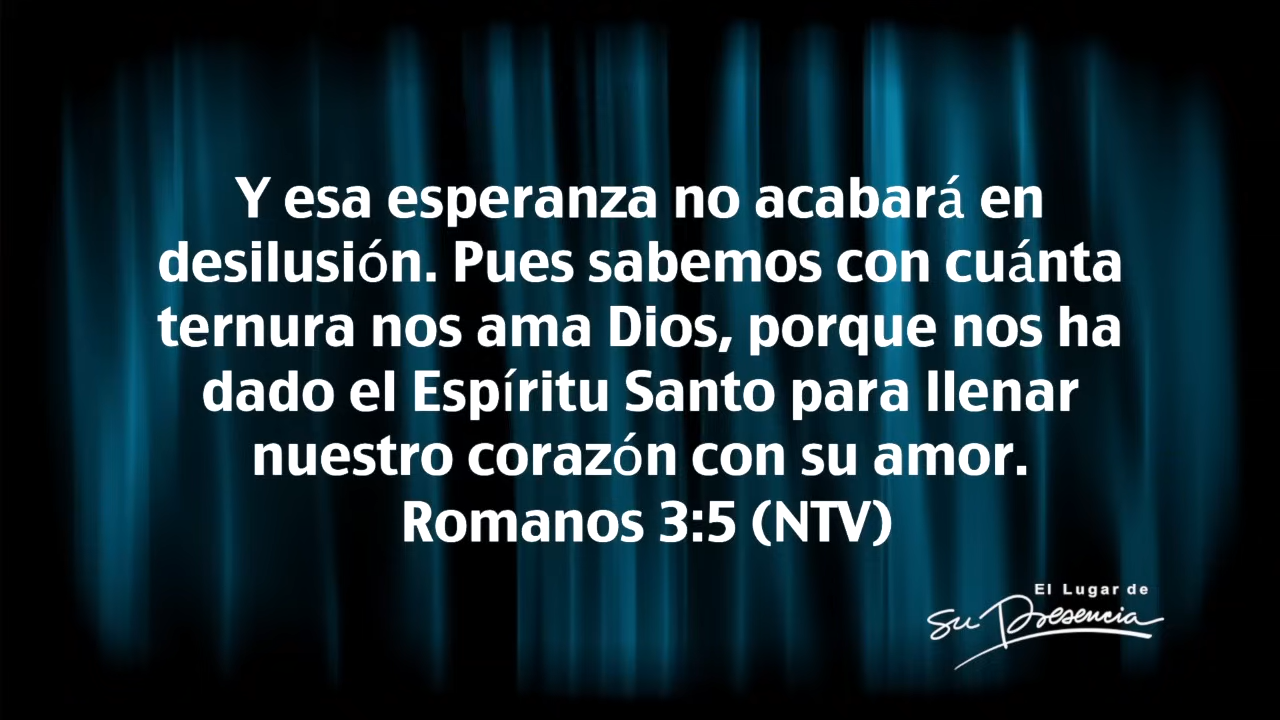 Y esa esperanza no acabará en
desilusión. Pues sabemos con cuánta
ternura nos ama Dios, porque nos ha
dado el Espíritu Santo para llenar
nuestro corazón con su amor.
Romanos 3:5 (NTV)
El Lugar de
Su Presencia